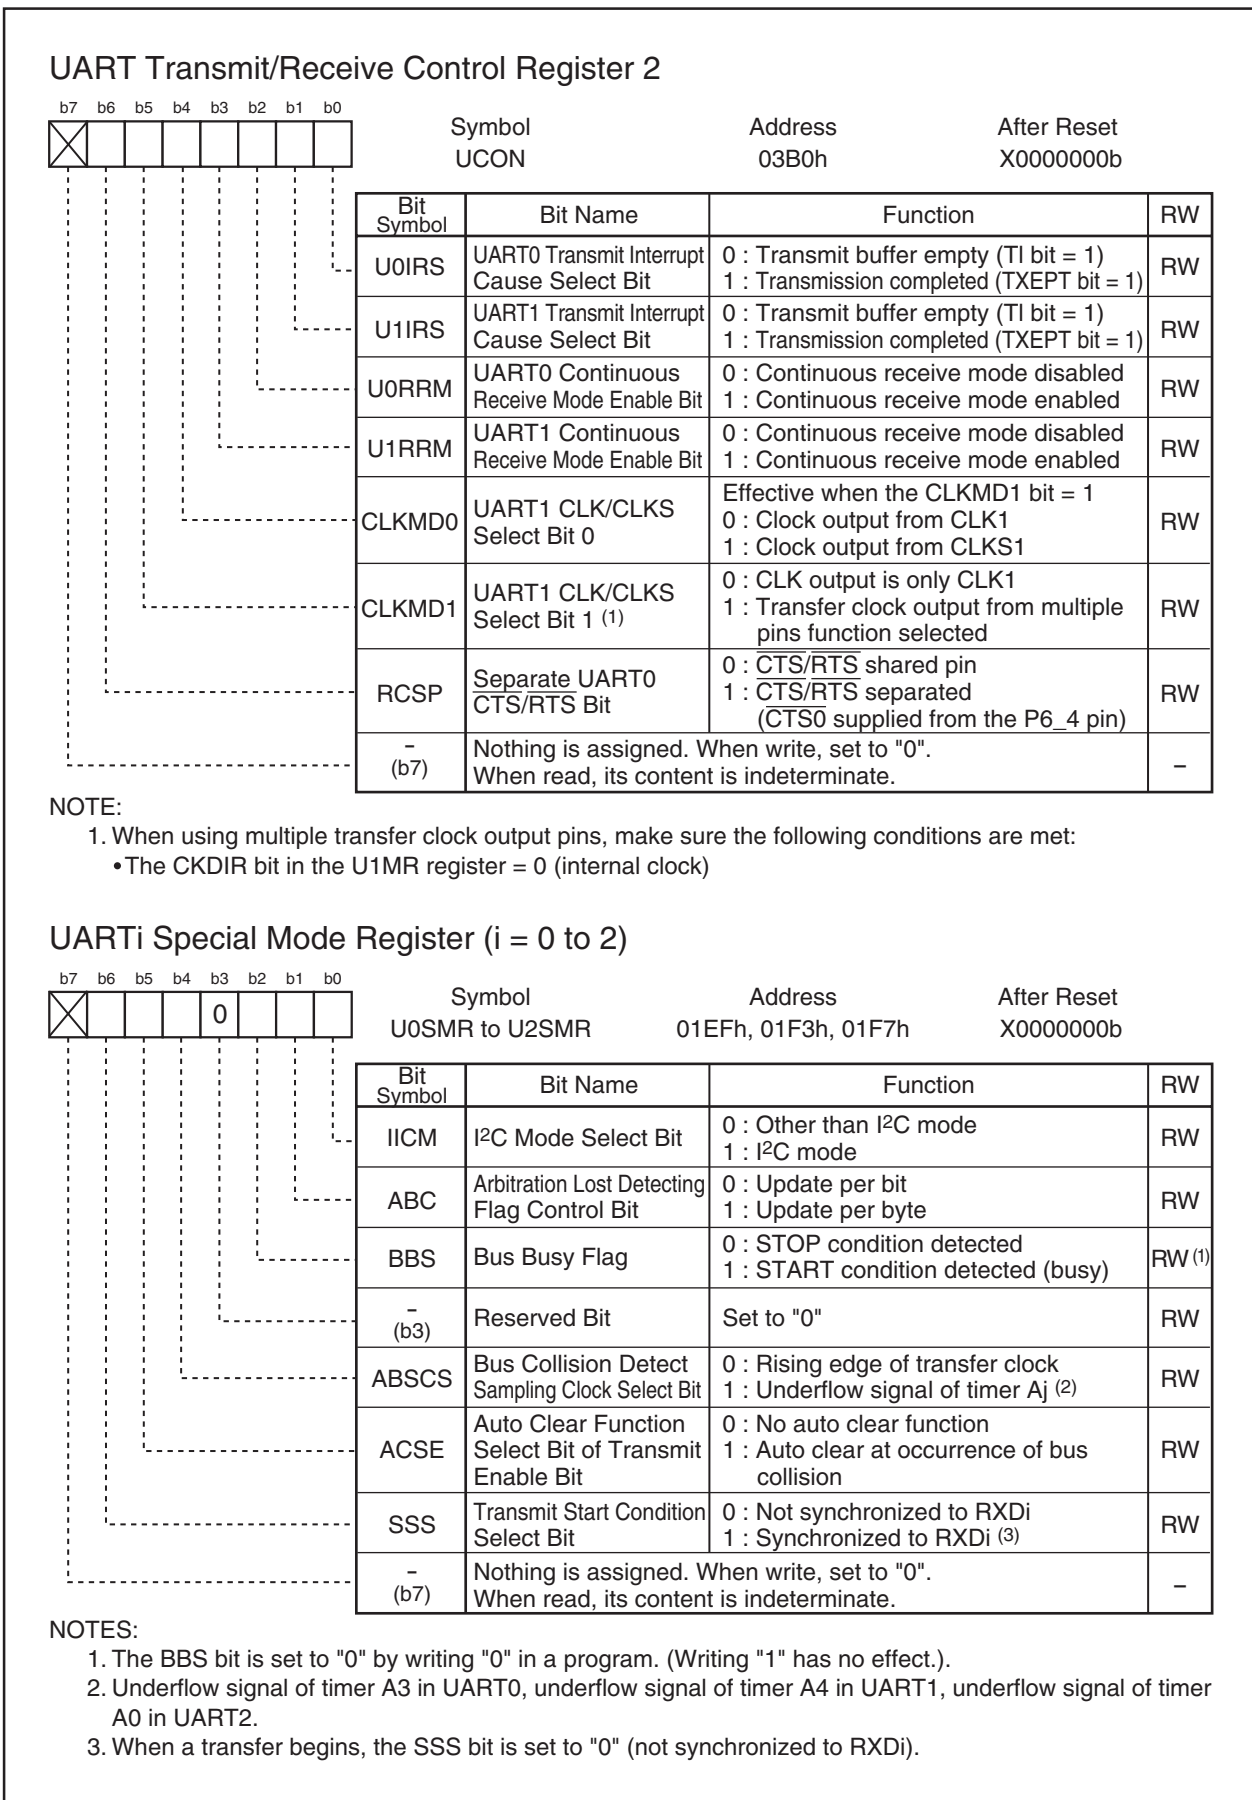 UART Transmit/Receive Control Register 2
b7 b6 b5 b4 b3 b2 b1 b0
Symbol Address After Reset
UCON 03B0h X0000000b
Bit Symbol Bit Name Function RW
U0IRS UART0 Transmit Interrupt Cause Select Bit 0 : Transmit buffer empty (TI bit = 1)
1 : Transmission completed (TXEPT bit = 1) RW
U1IRS UART1 Transmit Interrupt Cause Select Bit 0 : Transmit buffer empty (TI bit = 1)
1 : Transmission completed (TXEPT bit = 1) RW
U0RRM UART0 Continuous Receive Mode Enable Bit 0 : Continuous receive mode disabled
1 : Continuous receive mode enabled RW
U1RRM UART1 Continuous Receive Mode Enable Bit 0 : Continuous receive mode disabled
1 : Continuous receive mode enabled RW
CLKMD0 UART1 CLK/CLKS Select Bit 0 Effective when the CLKMD1 bit = 1
0 : Clock output from CLK1
1 : Clock output from CLKS1 RW
CLKMD1 UART1 CLK/CLKS Select Bit 1 (1) 0 : CLK output is only CLK1
1 : Transfer clock output from multiple
pins function selected RW
RCSP Separate UART0 CTS/RTS Bit 0 : CTS/RTS shared pin
1 : CTS/RTS separated
(CTS0 supplied from the P6_4 pin) RW
– (b7) Nothing is assigned. When write, set to "0".
When read, its content is indeterminate. –
NOTE:
1. When using multiple transfer clock output pins, make sure the following conditions are met:
•The CKDIR bit in the U1MR register = 0 (internal clock)
UARTi Special Mode Register (i = 0 to 2)
b7 b6 b5 b4 b3 b2 b1 b0
0
Symbol Address After Reset
U0SMR to U2SMR 01EFh, 01F3h, 01F7h X0000000b
Bit Symbol Bit Name Function RW
IICM I2C Mode Select Bit 0 : Other than I2C mode
1 : I2C mode RW
ABC Arbitration Lost Detecting Flag Control Bit 0 : Update per bit
1 : Update per byte RW
BBS Bus Busy Flag 0 : STOP condition detected
1 : START condition detected (busy) RW (1)
– (b3) Reserved Bit Set to "0" RW
ABSCS Bus Collision Detect Sampling Clock Select Bit 0 : Rising edge of transfer clock
1 : Underflow signal of timer Aj (2) RW
ACSE Auto Clear Function Select Bit of Transmit Enable Bit 0 : No auto clear function
1 : Auto clear at occurrence of bus
collision RW
SSS Transmit Start Condition Select Bit 0 : Not synchronized to RXDi
1 : Synchronized to RXDi (3) RW
– (b7) Nothing is assigned. When write, set to "0".
When read, its content is indeterminate. –
NOTES:
1. The BBS bit is set to "0" by writing "0" in a program. (Writing "1" has no effect.).
2. Underflow signal of timer A3 in UART0, underflow signal of timer A4 in UART1, underflow signal of timer
A0 in UART2.
3. When a transfer begins, the SSS bit is set to "0" (not synchronized to RXDi).